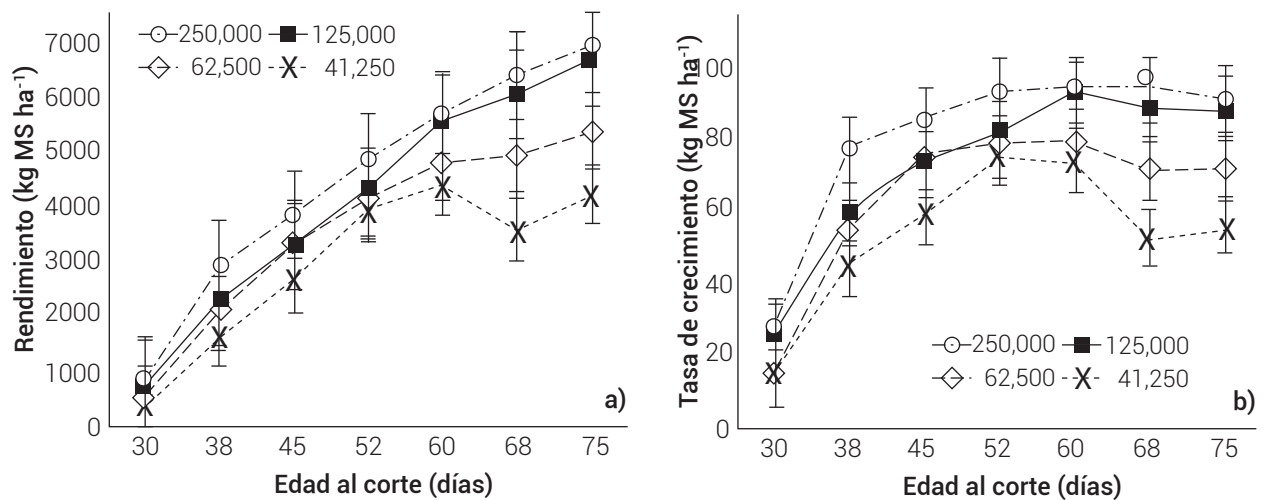 Rendimiento (kg MS ha-1)
7000
6000
5000
4000
3000
2000
1000
0
250,000 125,000
62,500 41,250
a)
30 38 45 52 60 68 75
Edad al corte (días)
Tasa de crecimiento (kg MS ha-1)
100
80
60
40
20
0
250,000 125,000
62,500 41,250
b)
30 38 45 52 60 68 75
Edad al corte (días)